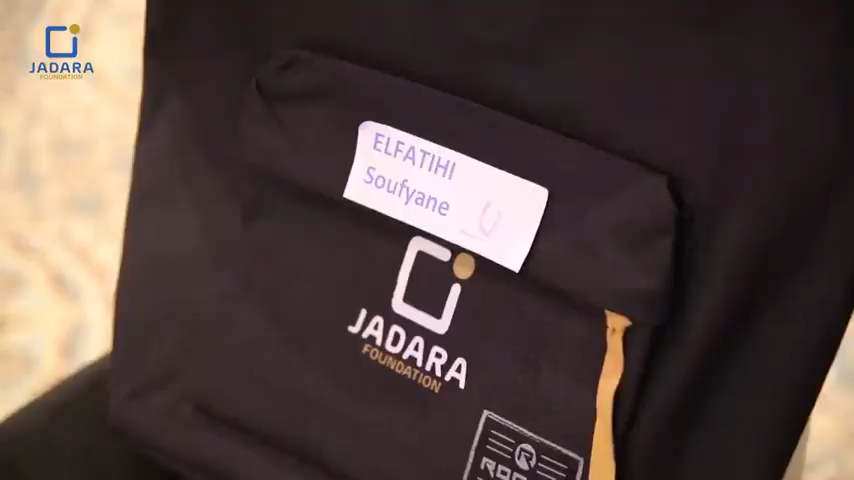 JADARA
FOUNDATION
ELFATIHI
Soufyane
JADARA
FOUNDATION